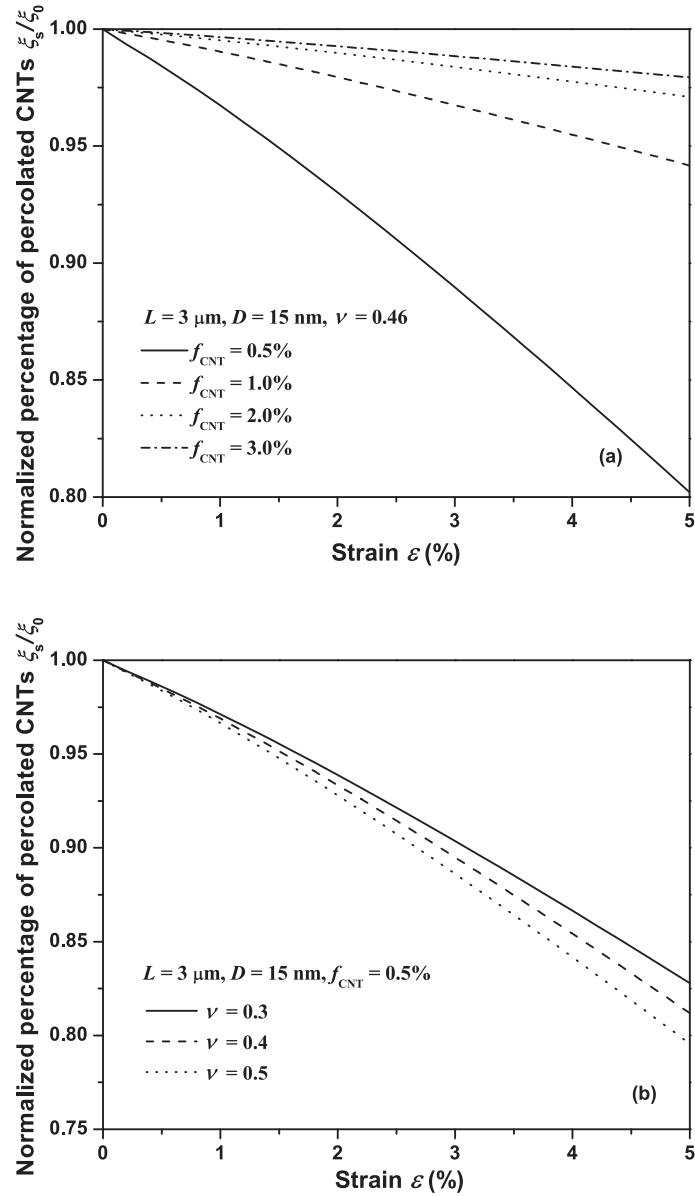 Normalized percentage of percolated CNTs ξs/ξ0
1.00
0.95
0.90
0.85
0.80
L = 3 μm, D = 15 nm, ν = 0.46
fCNT = 0.5%
fCNT = 1.0%
fCNT = 2.0%
fCNT = 3.0%
(a)
0 1 2 3 4 5
Strain ε (%)
Normalized percentage of percolated CNTs ξs/ξ0
1.00
0.95
0.90
0.85
0.80
0.75
L = 3 μm, D = 15 nm, fCNT = 0.5%
ν = 0.3
ν = 0.4
ν = 0.5
(b)
0 1 2 3 4 5
Strain ε (%)